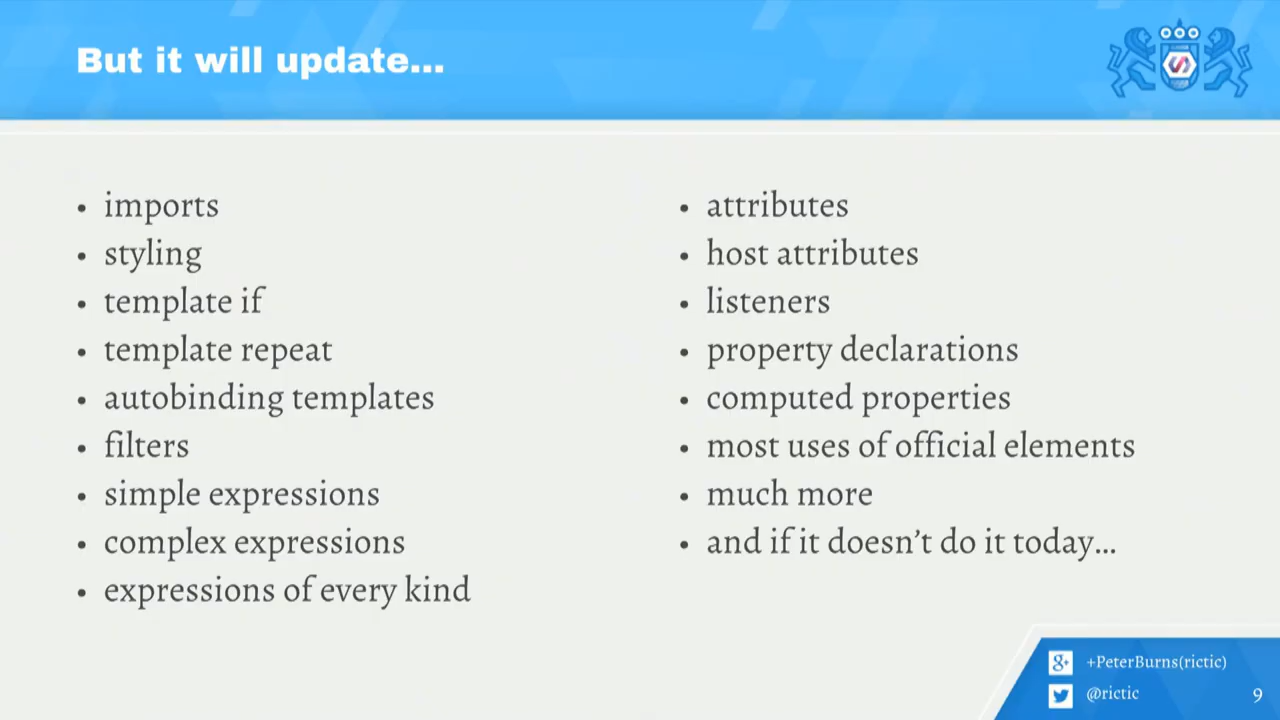 But it will update...
• imports
• styling
• template if
• template repeat
• autobinding templates
• filters
• simple expressions
• complex expressions
• expressions of every kind
• attributes
• host attributes
• listeners
• property declarations
• computed properties
• most uses of official elements
• much more
• and if it doesn’t do it today...
+PeterBurns(rictic)
@rictic
9